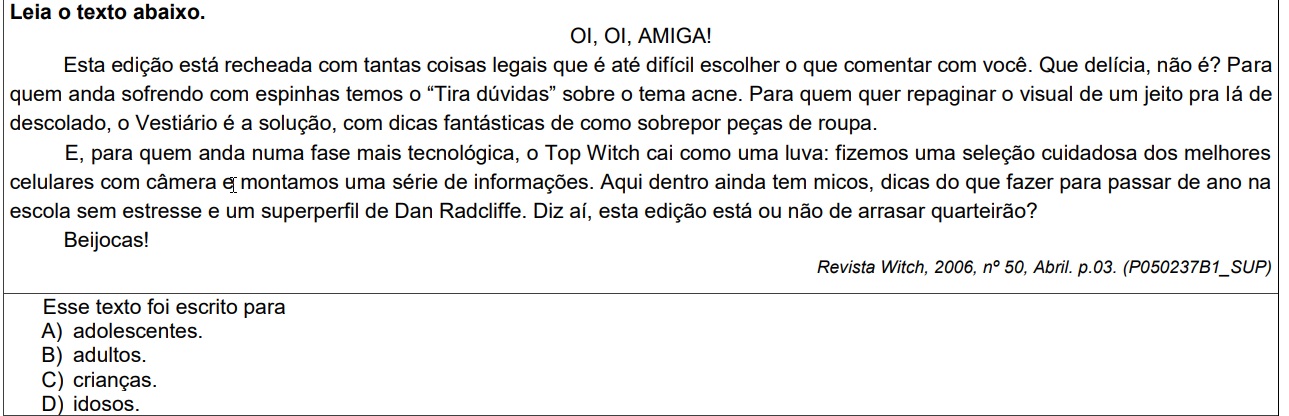 Leia o texto abaixo.
OI, OI, AMIGA!
Esta edição está recheada com tantas coisas legais que é até difícil escolher o que comentar com você. Que delícia, não é? Para
quem anda sofrendo com espinhas temos o “Tira dúvidas” sobre o tema acne. Para quem quer repaginar o visual de um jeito pra lá de
descolado, o Vestiário é a solução, com dicas fantásticas de como sobrepor peças de roupa.
E, para quem anda numa fase mais tecnológica, o Top Witch cai como uma luva: fizemos uma seleção cuidadosa dos melhores
celulares com câmera e montamos uma série de informações. Aqui dentro ainda tem micos, dicas do que fazer para passar de ano na
escola sem estresse e um superperfil de Dan Radcliffe. Diz aí, esta edição está ou não de arrasar quarteirão?
Beijocas!
Revista Witch, 2006, nº 50, Abril. p.03. (P050237B1_SUP)
Esse texto foi escrito para
A) adolescentes.
B) adultos.
C) crianças.
D) idosos.